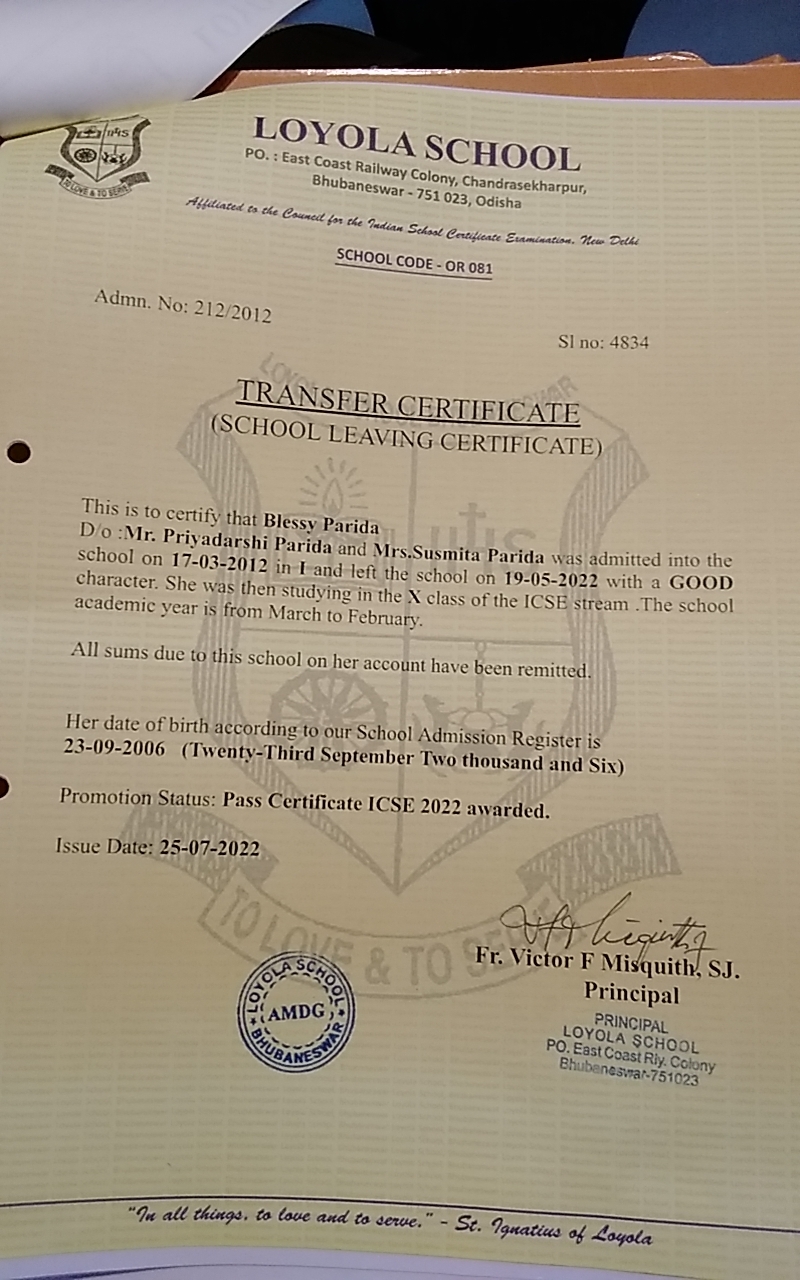 IHS
TO LOVE & TO SERVE
LOYOLA SCHOOL
PO. : East Coast Railway Colony, Chandrasekharpur,
Bhubaneswar - 751 023, Odisha
Affiliated to the Council for the Indian School Certificate Examination, New Delhi
SCHOOL CODE - OR 081
Admn. No: 212/2012
Sl no: 4834
TRANSFER CERTIFICATE
(SCHOOL LEAVING CERTIFICATE)
This is to certify that Blessy Parida
D/o :Mr. Priyadarshi Parida and Mrs.Susmita Parida was admitted into the
school on 17-03-2012 in I and left the school on 19-05-2022 with a GOOD
character. She was then studying in the X class of the ICSE stream .The school
academic year is from March to February.
All sums due to this school on her account have been remitted.
Her date of birth according to our School Admission Register is
23-09-2006 (Twenty-Third September Two thousand and Six)
Promotion Status: Pass Certificate ICSE 2022 awarded.
Issue Date: 25-07-2022
TO LOVE & TO SERVE
Fr. Victor F Misquith, SJ.
Principal
LOYOLA SCHOOL
AMDG
BHUBANESWAR
PRINCIPAL
LOYOLA SCHOOL
PO. East Coast Rly. Colony
Bhubaneswar-751023
"In all things, to love and to serve." - St. Ignatius of Loyola